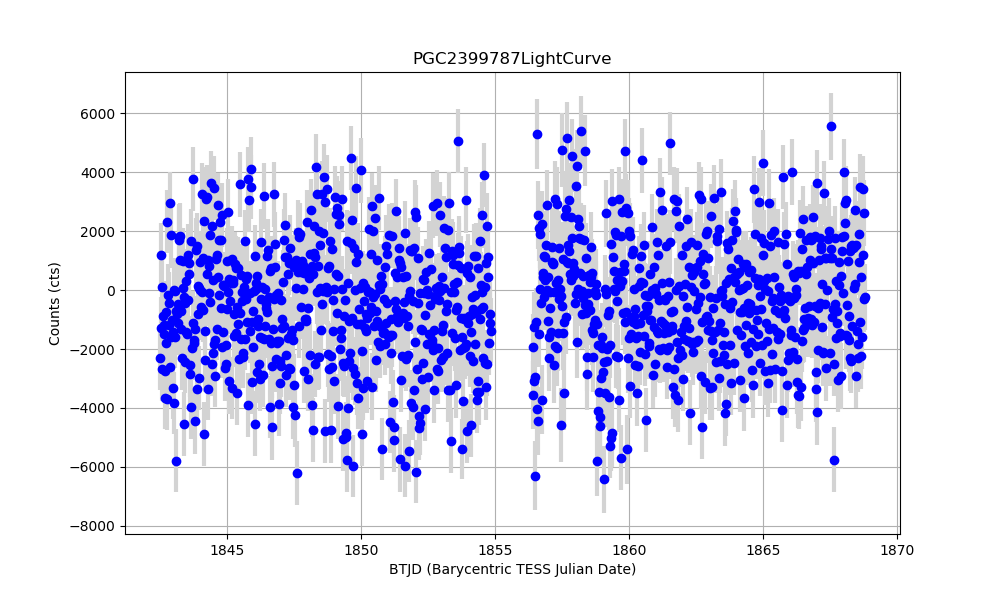 PGC2399787LightCurve
6000
4000
2000
0
−2000
−4000
−6000
−8000
Counts (cts)
1845 1850 1855 1860 1865 1870
BTJD (Barycentric TESS Julian Date)